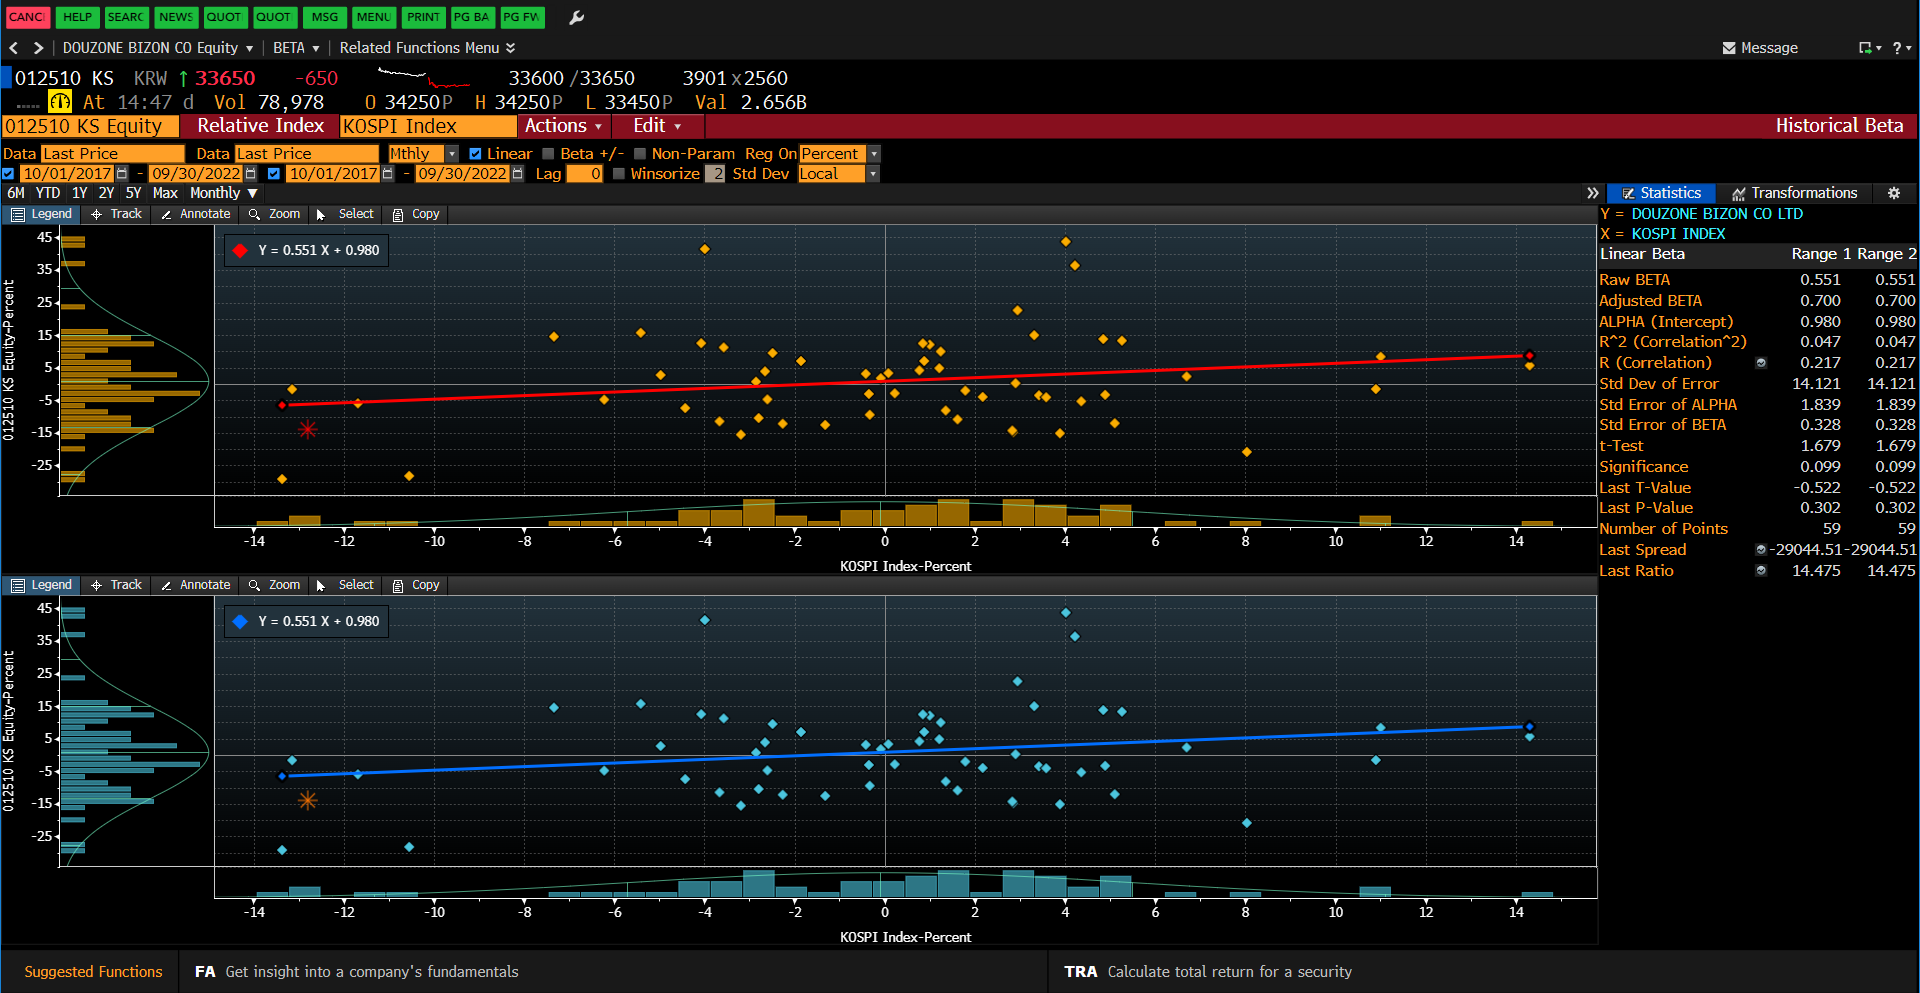 CANC HELP SEARC NEWS QUOT QUOT MSG MENU PRINT PG BA PG FW
DOUZONE BIZON CO Equity BETA Related Functions Menu Message ?
012510 KS KRW ↑ 33650 -650 33600 /33650 3901 x 2560
At 14:47 d Vol 78,978 O 34250P H 34250P L 33450P Val 2.656B
012510 KS Equity Relative Index KOSPI Index Actions Edit Historical Beta
Data Last Price Data Last Price Mthly Linear Beta +/- Non-Param Reg On Percent
10/01/2017 - 09/30/2022 10/01/2017 - 09/30/2022 Lag 0 Winsorize 2 Std Dev Local
6M YTD 1Y 2Y 5Y Max Monthly ▼ » Statistics Transformations
Legend Track Annotate Zoom Select Copy
Y = 0.551 X + 0.980
45
35
25
15
5
-5
-15
-25
012510 KS Equity-Percent
-14 -12 -10 -8 -6 -4 -2 0 2 4 6 8 10 12 14
KOSPI Index-Percent
Legend Track Annotate Zoom Select Copy
Y = 0.551 X + 0.980
45
35
25
15
5
-5
-15
-25
012510 KS Equity-Percent
-14 -12 -10 -8 -6 -4 -2 0 2 4 6 8 10 12 14
KOSPI Index-Percent
Y = DOUZONE BIZON CO LTD
X = KOSPI INDEX
Linear Beta Range 1 Range 2
Raw BETA 0.551 0.551
Adjusted BETA 0.700 0.700
ALPHA (Intercept) 0.980 0.980
R^2 (Correlation^2) 0.047 0.047
R (Correlation) 0.217 0.217
Std Dev of Error 14.121 14.121
Std Error of ALPHA 1.839 1.839
Std Error of BETA 0.328 0.328
t-Test 1.679 1.679
Significance 0.099 0.099
Last T-Value -0.522 -0.522
Last P-Value 0.302 0.302
Number of Points 59 59
Last Spread -29044.51 -29044.51
Last Ratio 14.475 14.475
Suggested Functions FA Get insight into a company's fundamentals TRA Calculate total return for a security